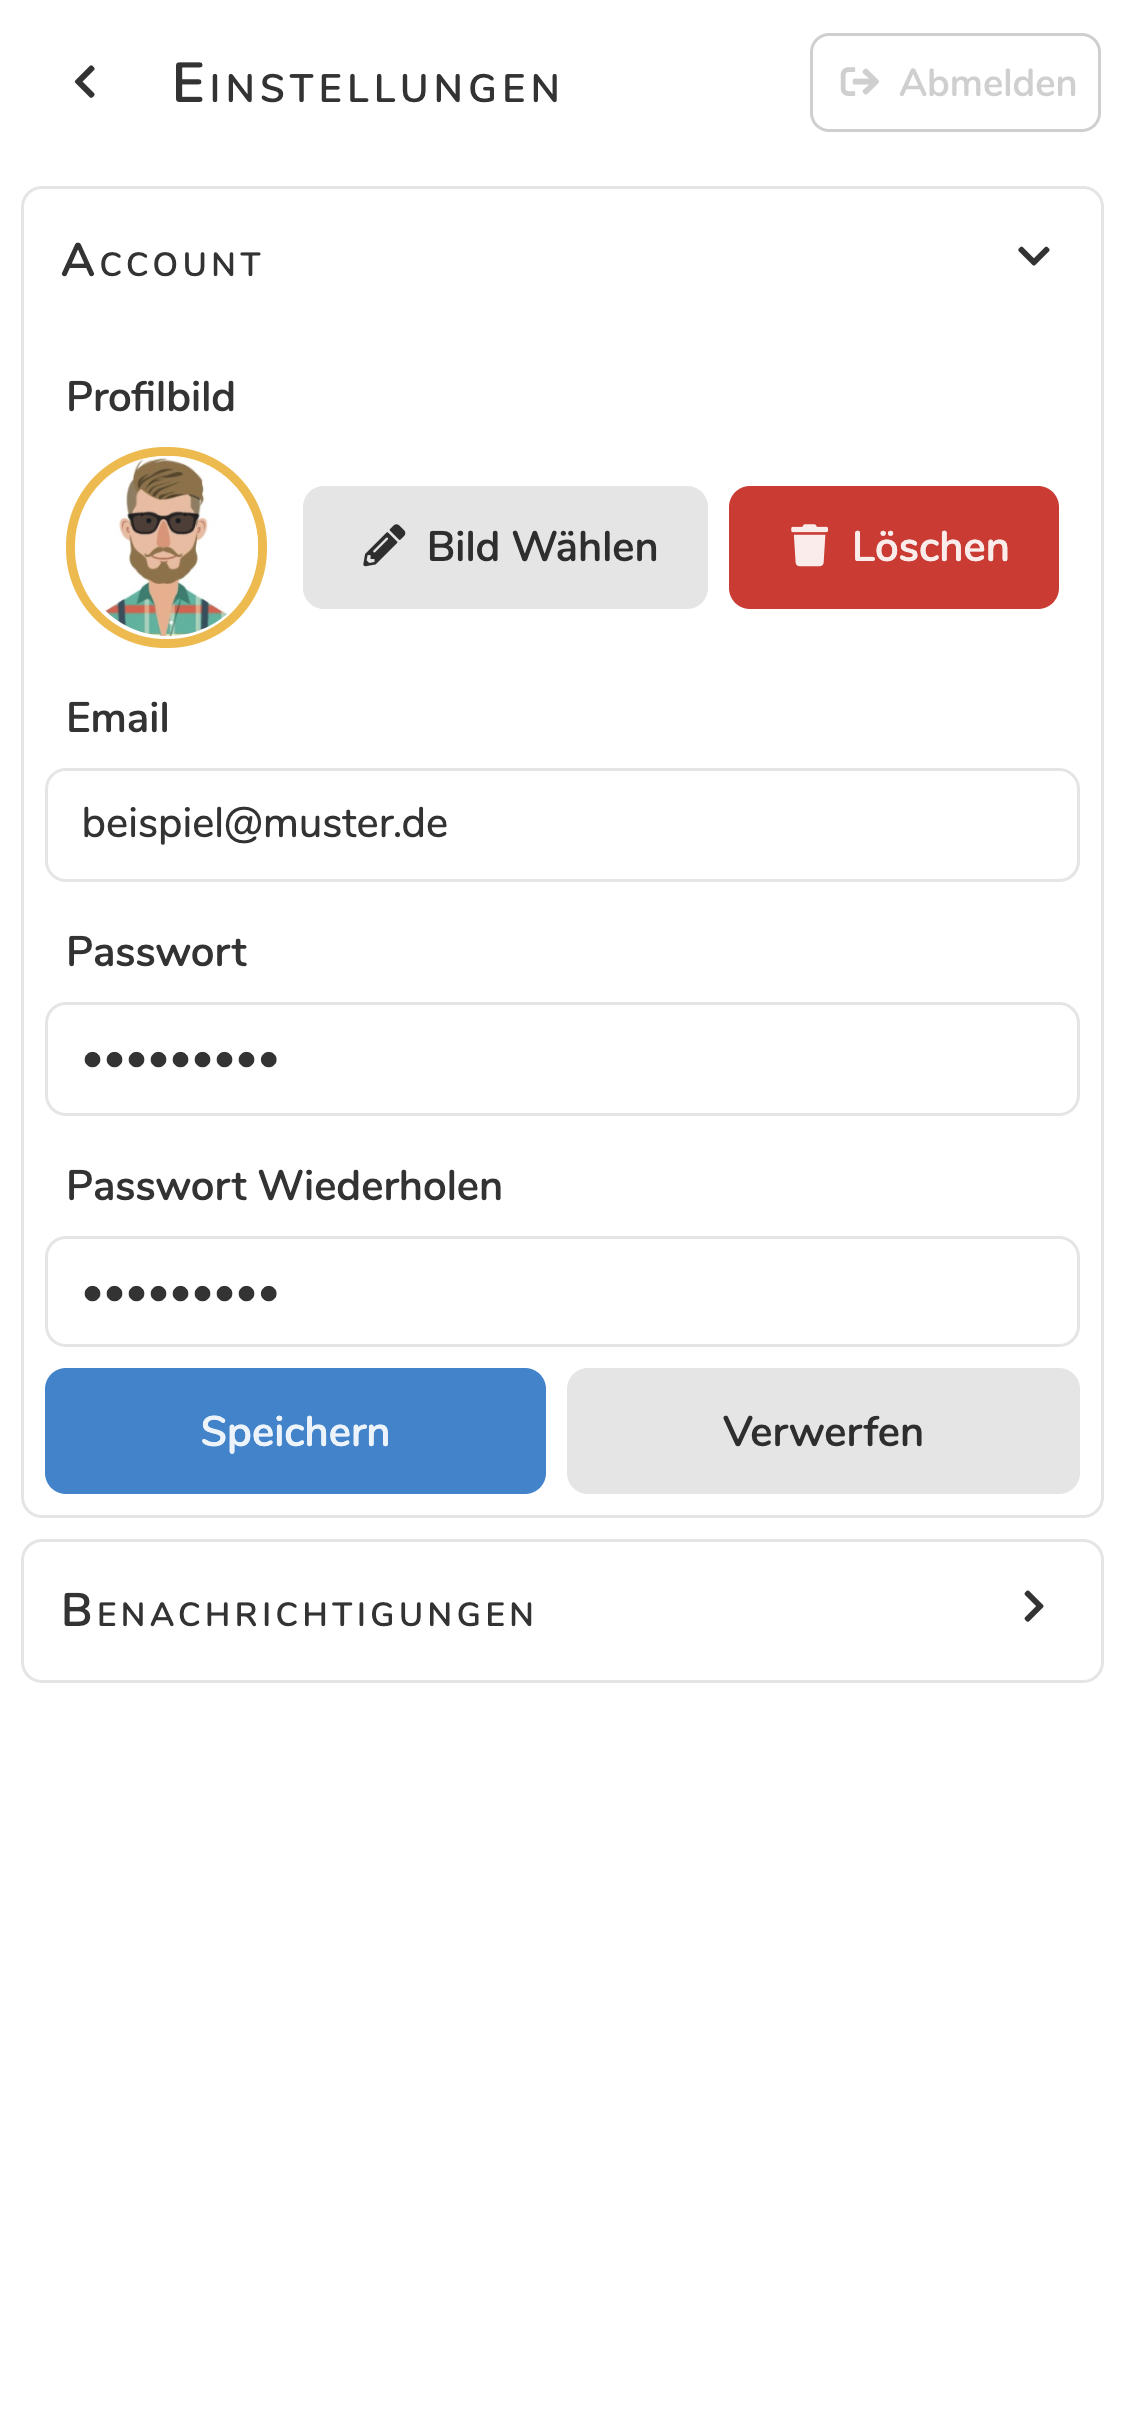 Einstellungen
Abmelden
Account
Profilbild
Bild Wählen
Löschen
Email
beispiel@muster.de
Passwort
•••••••••
Passwort Wiederholen
•••••••••
Speichern
Verwerfen
Benachrichtigungen